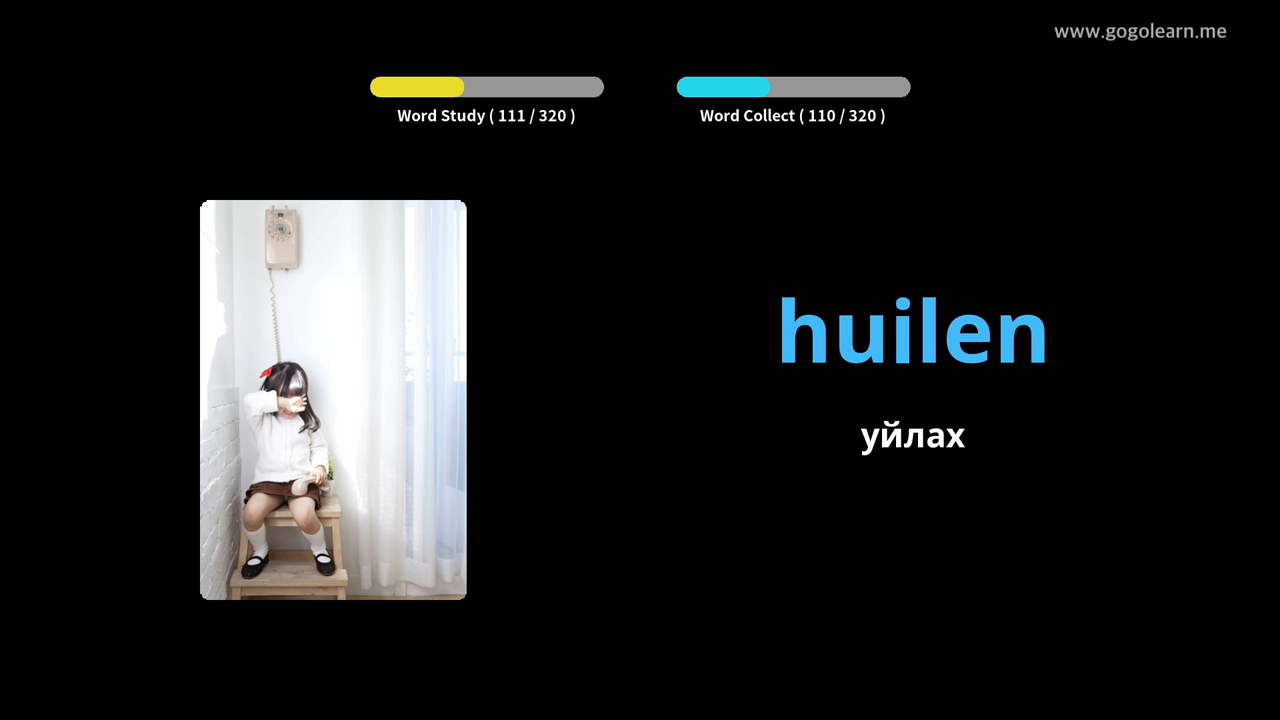 www.gogolearn.me
Word Study ( 111 / 320 )
Word Collect ( 110 / 320 )
huilen
уйлах